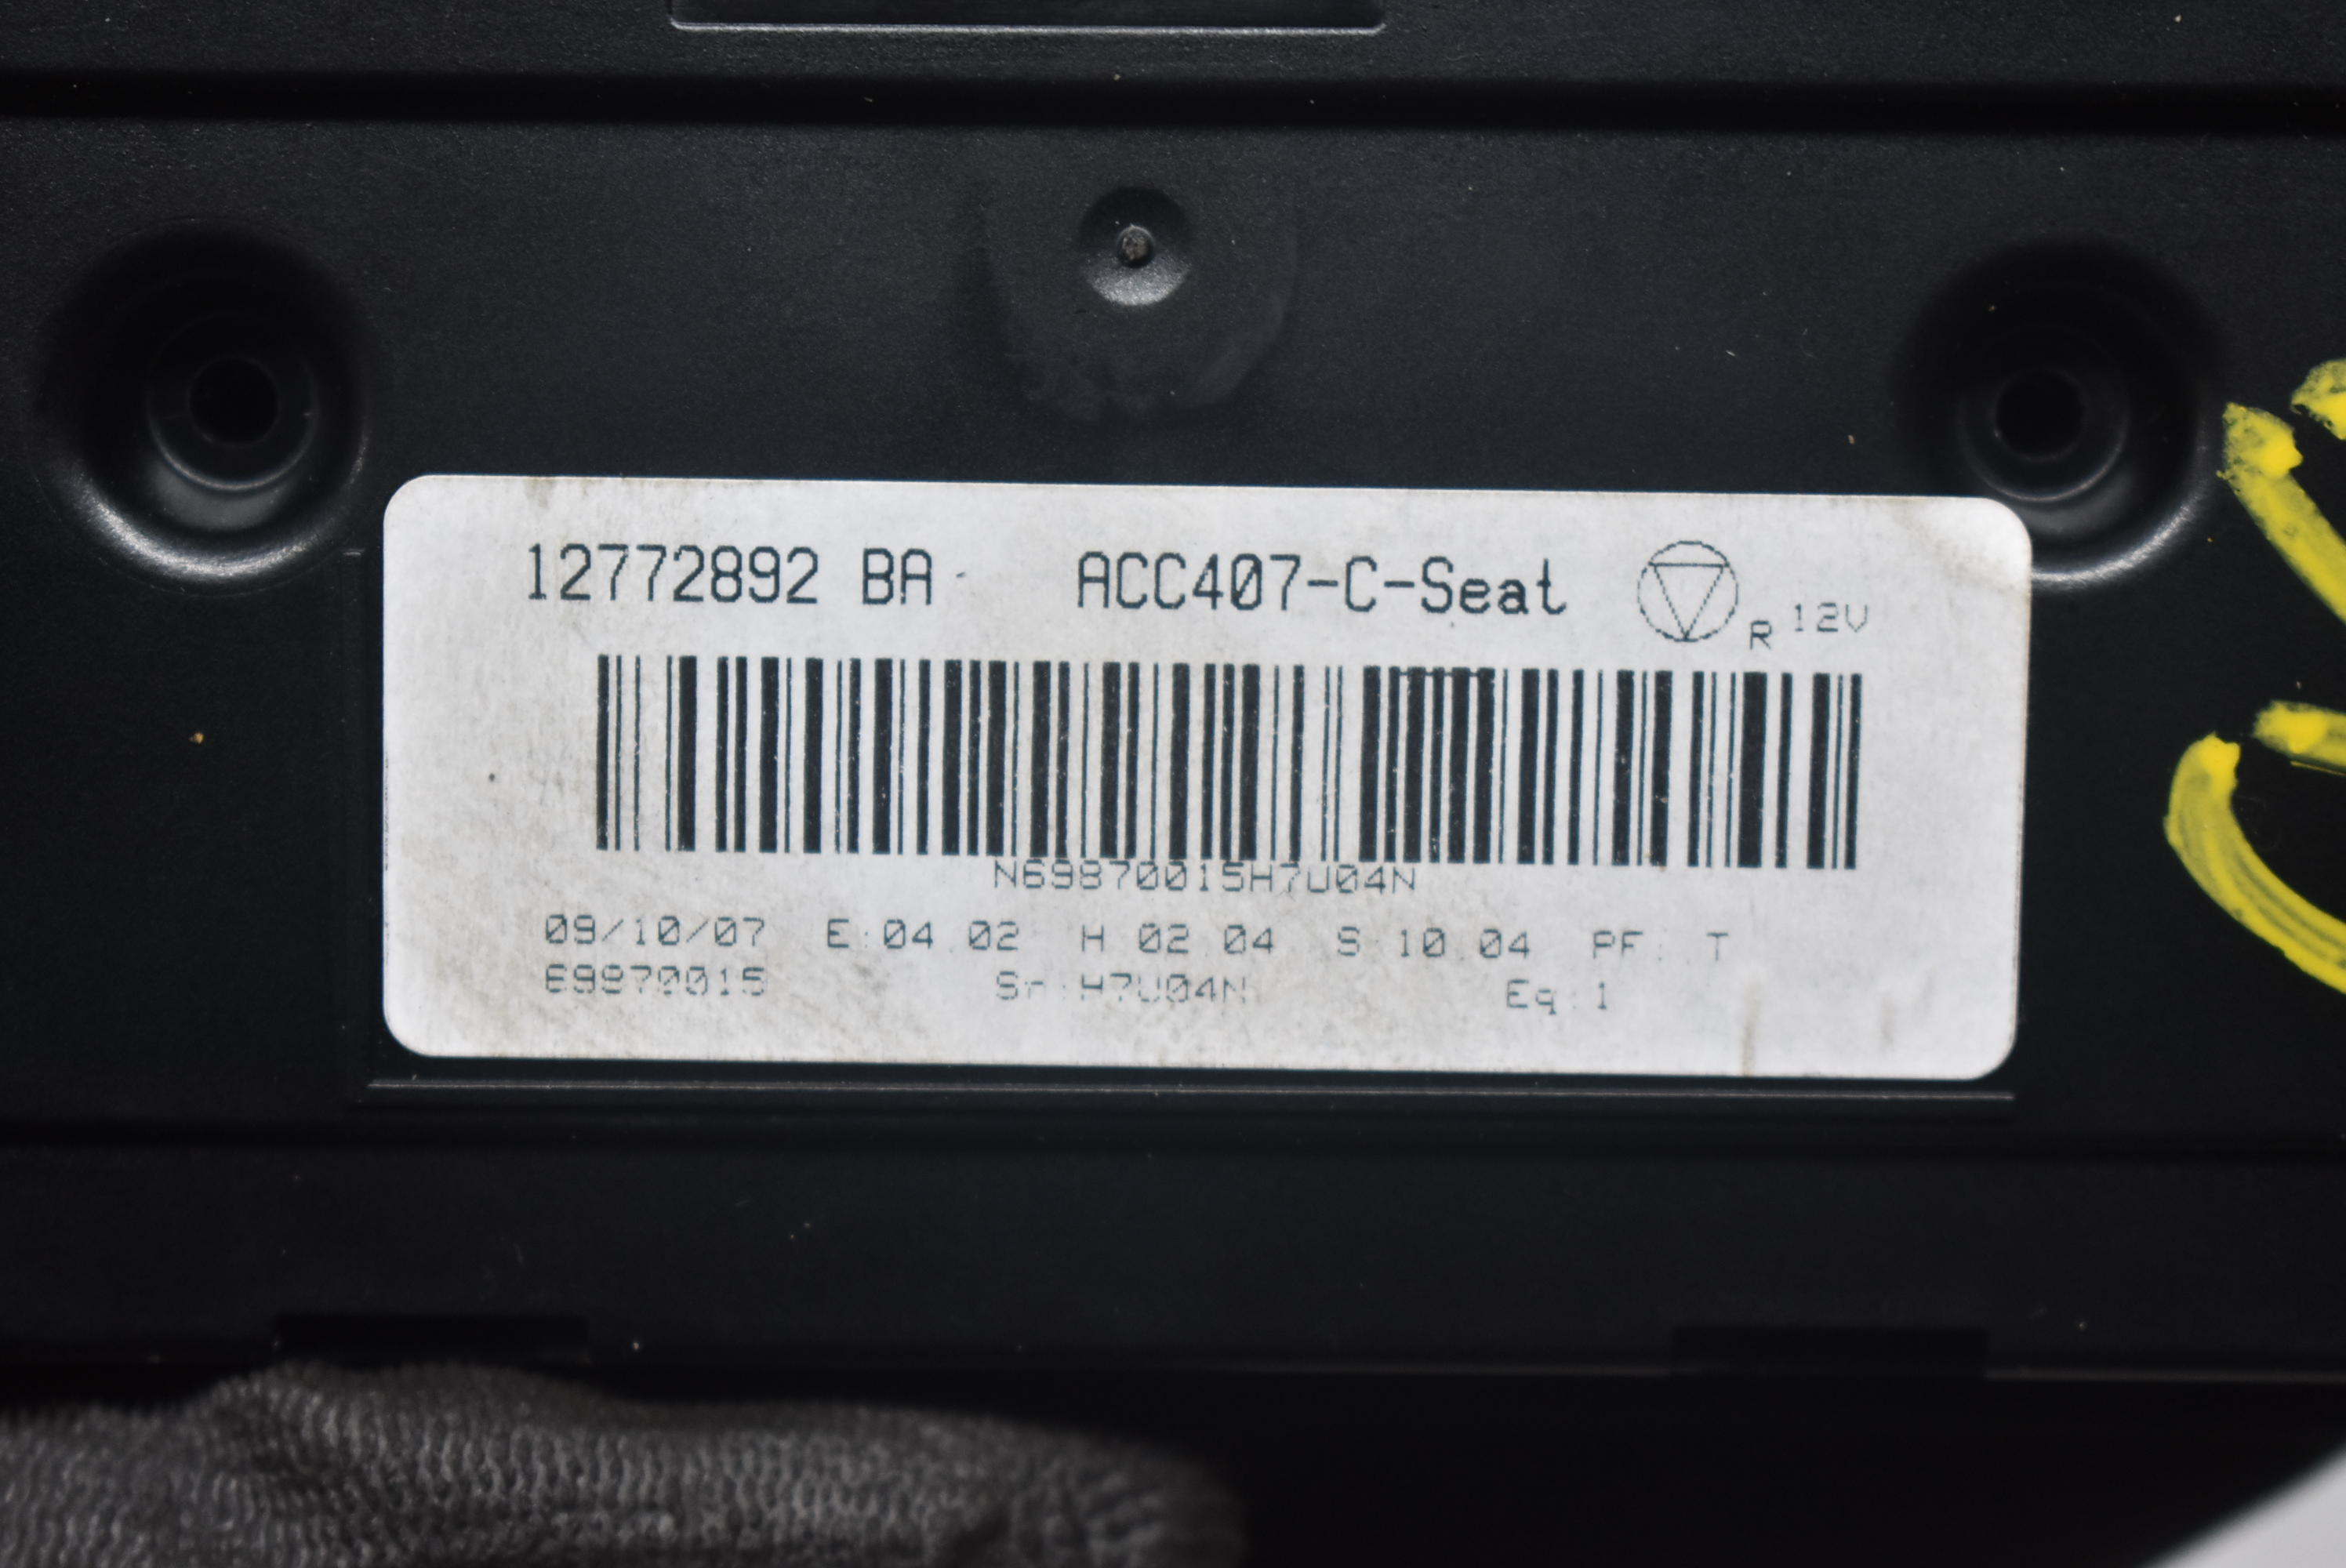 12772892 BA ACC407-C-Seat R 12V
N69870015H7U04N
09/10/07 E:04.02 H:02.04 S:10.04 PF: T
69870015 Sr:H7U04N Eq:1